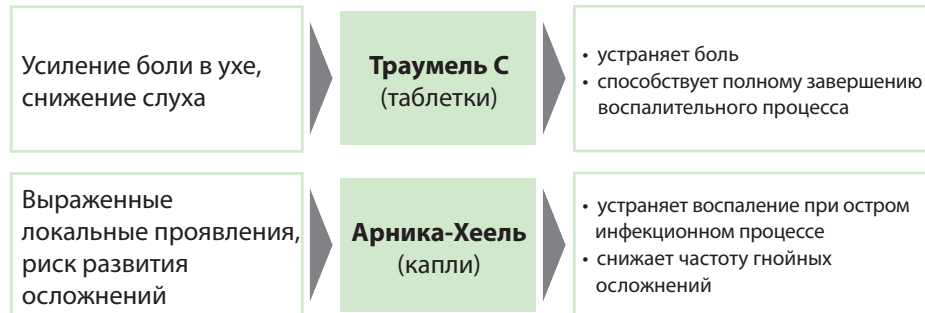 Усиление боли в ухе,
снижение слуха
Траумель С
(таблетки)
• устраняет боль
• способствует полному завершению
воспалительного процесса
Выраженные
локальные проявления,
риск развития
осложнений
Арника-Хеель
(капли)
• устраняет воспаление при остром
инфекционном процессе
• снижает частоту гнойных
осложнений